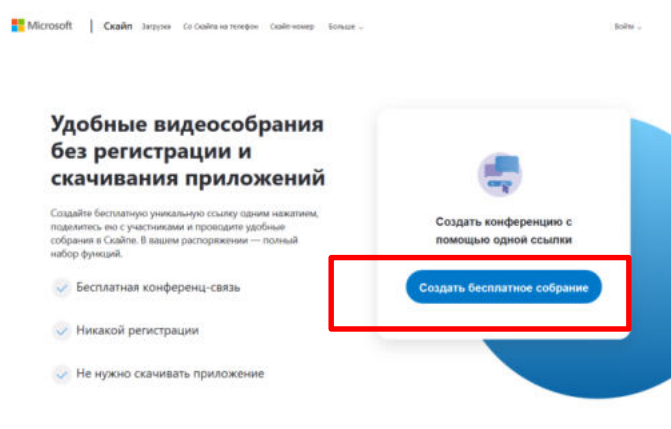 Microsoft | Скайп Загрузки Со Скайпа на телефон Скайп-номер Больше Войти
Удобные видеособрания
без регистрации и
скачивания приложений
Создайте бесплатную уникальную ссылку одним нажатием,
поделитесь ею с участниками и проводите удобные
собрания в Скайпе. В вашем распоряжении — полный
набор функций.
Бесплатная конференц-связь
Никакой регистрации
Не нужно скачивать приложение
Создать конференцию с
помощью одной ссылки
Создать бесплатное собрание